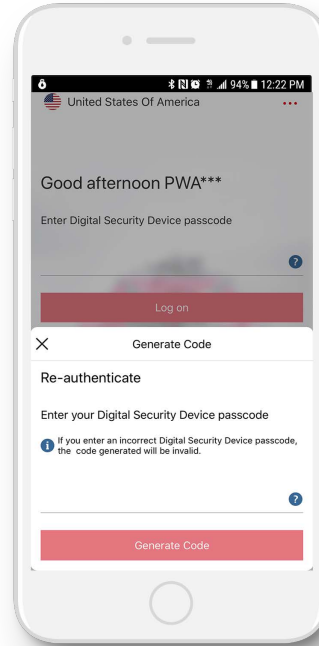 94% 12:22 PM
United States Of America
Good afternoon PWA***
Enter Digital Security Device passcode
?
Log on
Generate Code
Re-authenticate
Enter your Digital Security Device passcode
i If you enter an incorrect Digital Security Device passcode,
the code generated will be invalid.
?
Generate Code